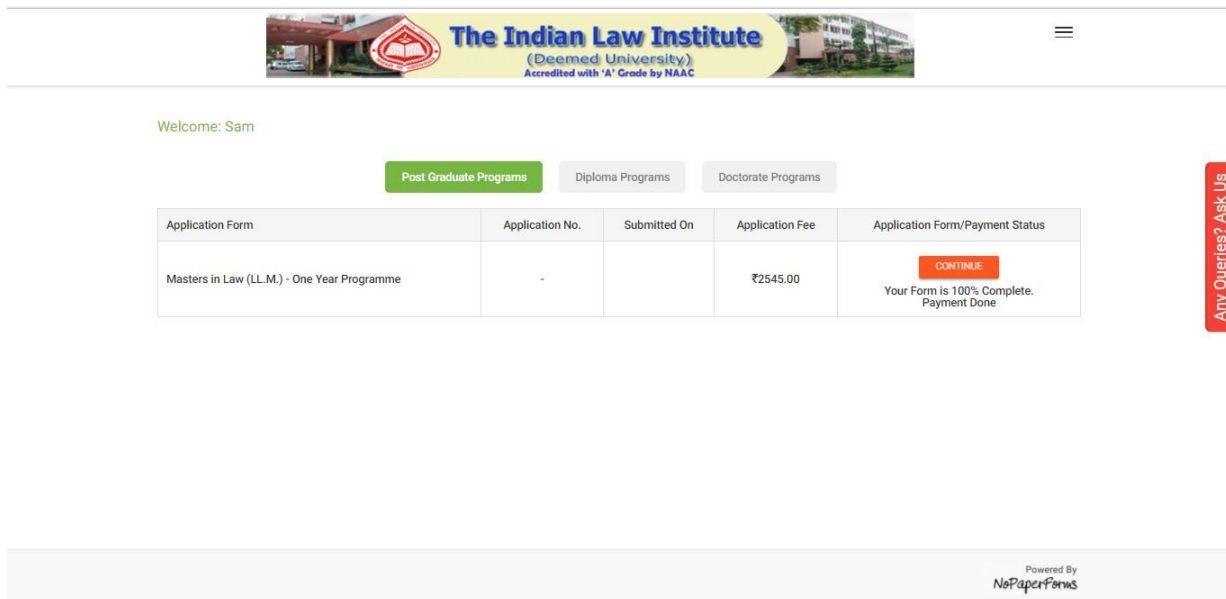 The Indian Law Institute
(Deemed University)
Accredited with 'A' Grade by NAAC
Welcome: Sam
Post Graduate Programs
Diploma Programs
Doctorate Programs
Application Form
Application No.
Submitted On
Application Fee
Application Form/Payment Status
Masters in Law (LL.M.) - One Year Programme
-
₹2545.00
CONTINUE
Your Form is 100% Complete.
Payment Done
Any Queries? Ask Us
Powered By
NoPaperForms